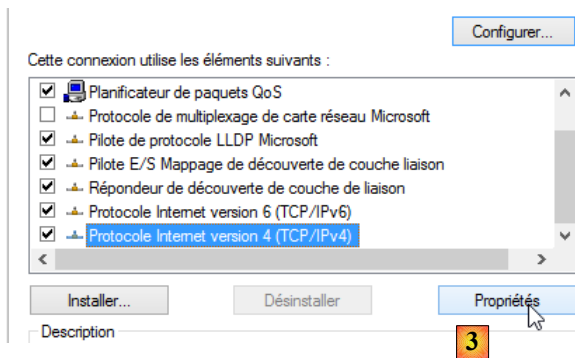 Configurer...
Cette connexion utilise les éléments suivants :
Planificateur de paquets QoS
Protocole de multiplexage de carte réseau Microsoft
Pilote de protocole LLDP Microsoft
Pilote E/S Mappage de découverte de couche liaison
Répondeur de découverte de couche de liaison
Protocole Internet version 6 (TCP/IPv6)
Protocole Internet version 4 (TCP/IPv4)
Installer...
Désinstaller
Propriétés
Description
3